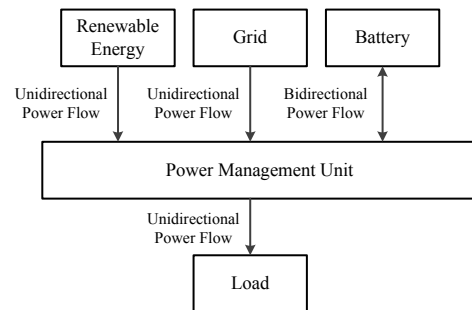 Renewable
Energy
Grid
Battery
Unidirectional
Power Flow
Unidirectional
Power Flow
Bidirectional
Power Flow
Power Management Unit
Unidirectional
Power Flow
Load